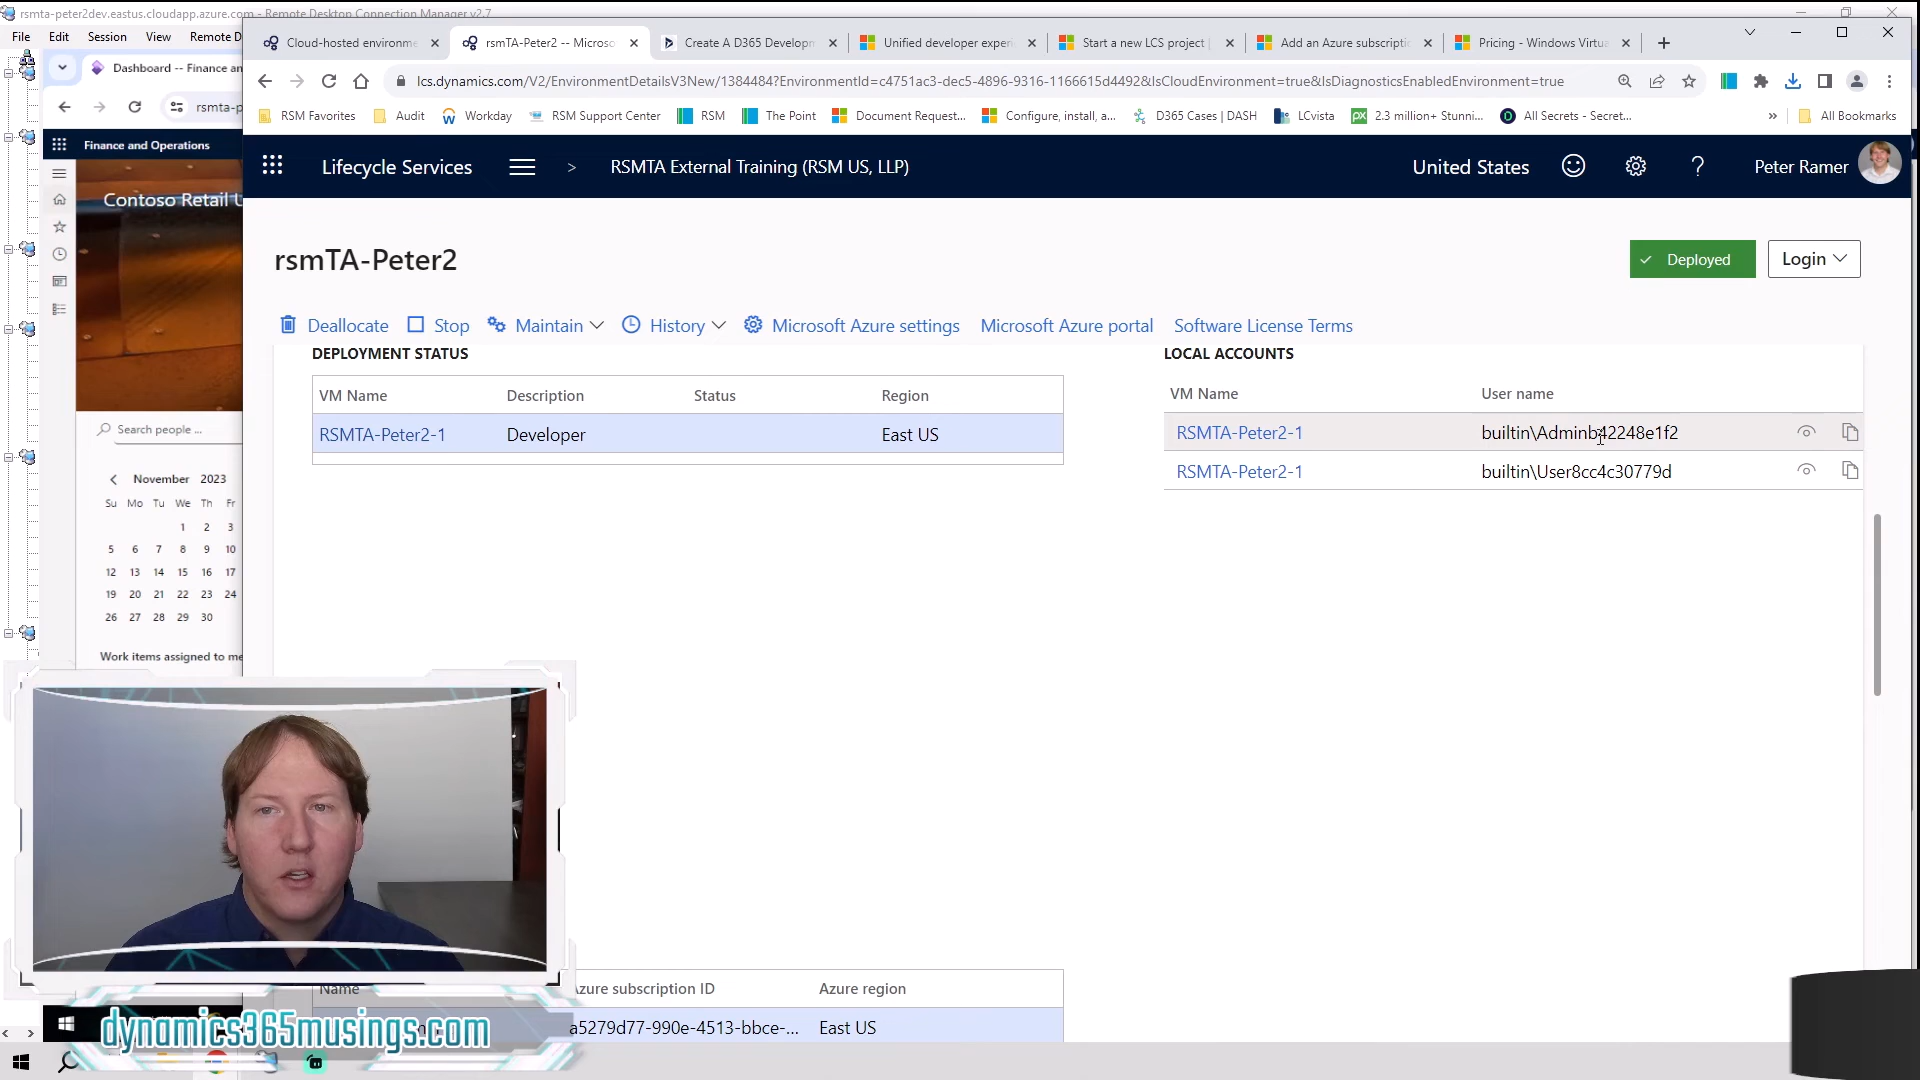 rsmta-peter2dev.eastus.cloudapp.azure.com - Remote Desktop Connection Manager v2.7
File Edit Session View Remote D
Dashboard -- Finance an
rsmta-p
Finance and Operations
Contoso Retail U
Search people ...
November 2023
Su Mo Tu We Th Fr
1 2 3
5 6 7 8 9 10
12 13 14 15 16 17
19 20 21 22 23 24
26 27 28 29 30
Work items assigned to me
Cloud-hosted environme
rsmTA-Peter2 -- Microso
Create A D365 Developm
Unified developer experi
Start a new LCS project |
Add an Azure subscripti
Pricing - Windows Virtua
lcs.dynamics.com/V2/EnvironmentDetailsV3New/1384484?EnvironmentId=c4751ac3-dec5-4896-9316-1166615d4492&IsCloudEnvironment=true&IsDiagnosticsEnabledEnvironment=true
RSM Favorites Audit Workday RSM Support Center RSM The Point Document Request... Configure, install, a... D365 Cases | DASH LCvista 2.3 million+ Stunni... All Secrets - Secret... » All Bookmarks
Lifecycle Services > RSMTA External Training (RSM US, LLP) United States ? Peter Ramer
rsmTA-Peter2
Deployed
Login
Deallocate Stop Maintain History Microsoft Azure settings Microsoft Azure portal Software License Terms
DEPLOYMENT STATUS
VM Name Description Status Region
RSMTA-Peter2-1 Developer East US
LOCAL ACCOUNTS
VM Name User name
RSMTA-Peter2-1 builtin\Adminb42248e1f2
RSMTA-Peter2-1 builtin\User8cc4c30779d
Name Azure subscription ID Azure region
a5279d77-990e-4513-bbce-... East US
dynamics365musings.com